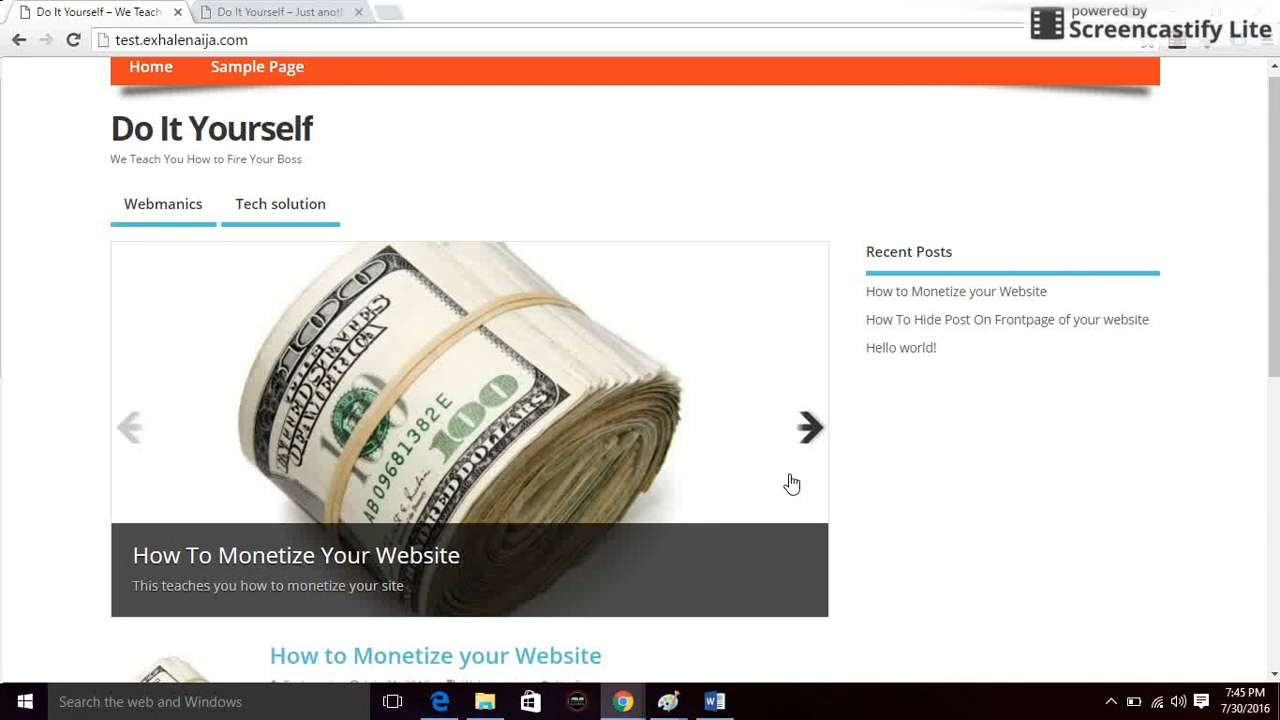 Do It Yourself – We Teach
Do It Yourself – Just anoth
powered by
Screencastify Lite
test.exhalenaija.com
Home
Sample Page
Do It Yourself
We Teach You How to Fire Your Boss
Webmanics
Tech solution
Recent Posts
How to Monetize your Website
How To Hide Post On Frontpage of your website
Hello world!
100
AB 09681382 E
How To Monetize Your Website
This teaches you how to monetize your site
How to Monetize your Website
Search the web and Windows
7:45 PM
7/30/2016